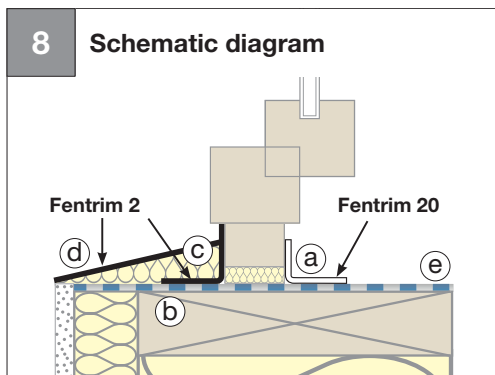 8 Schematic diagram
Fentrim 2
Fentrim 20
d
c
a
e
b